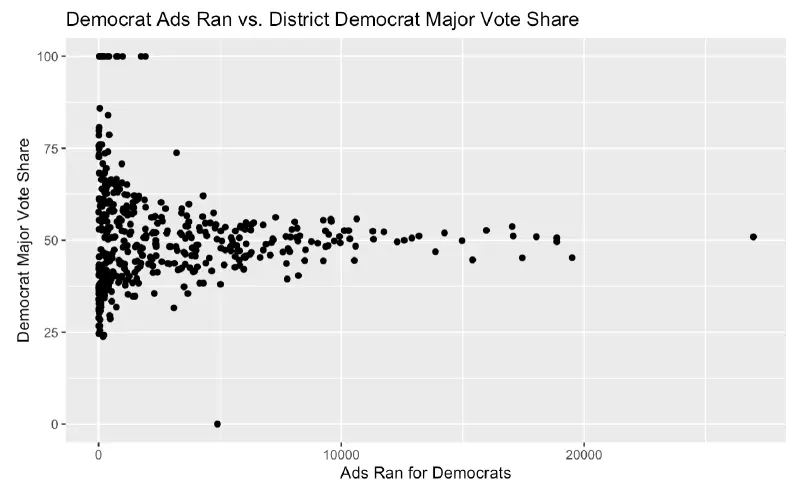 Democrat Ads Ran vs. District Democrat Major Vote Share
100
75
50
25
0
Democrat Major Vote Share
0 10000 20000
Ads Ran for Democrats